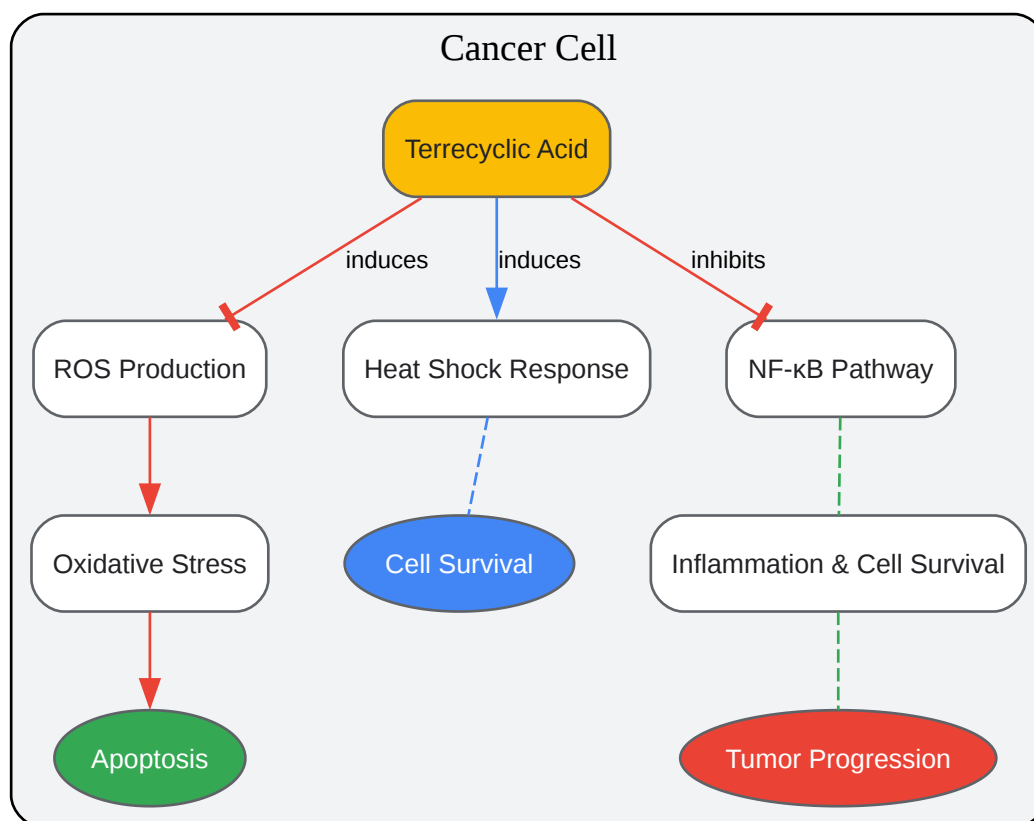 Cancer Cell
Terrecyclic Acid
induces
induces
inhibits
ROS Production
Heat Shock Response
NF-κB Pathway
Oxidative Stress
Cell Survival
Inflammation & Cell Survival
Apoptosis
Tumor Progression